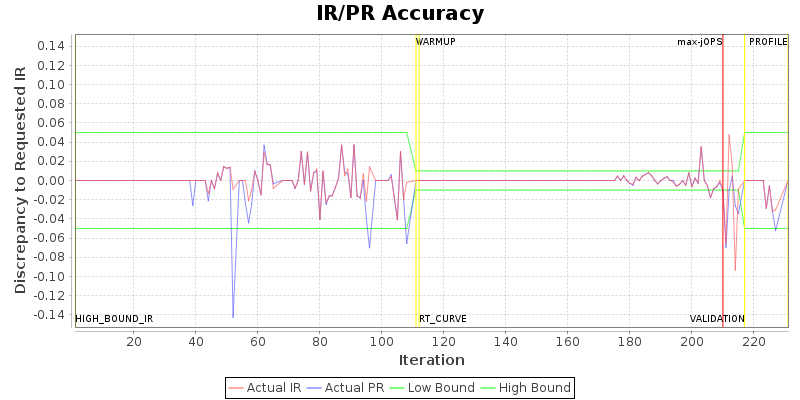 IR/PR Accuracy
Discrepancy to Requested IR
0.14
0.12
0.10
0.08
0.06
0.04
0.02
0.00
-0.02
-0.04
-0.06
-0.08
-0.10
-0.12
-0.14
WARMUP
max-jOPS
PROFILE
HIGH_BOUND_IR
RT_CURVE
VALIDATION
20 40 60 80 100 120 140 160 180 200 220
Iteration
Actual IR Actual PR Low Bound High Bound